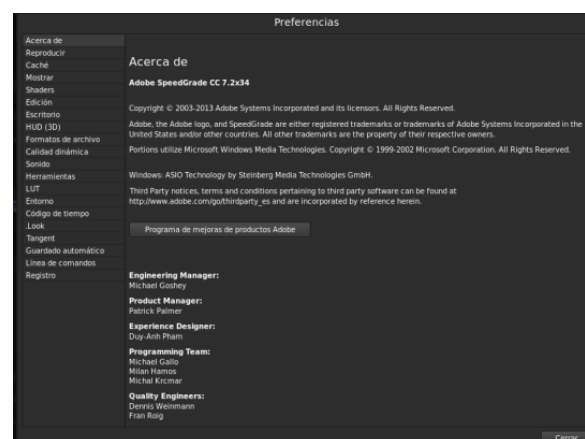 Preferencias
Acerca de
Reproducir
Caché
Mostrar
Shaders
Edición
Escritorio
HUD (3D)
Formatos de archivo
Calidad dinámica
Sonido
Herramientas
LUT
Entorno
Código de tiempo
.Look
Tangent
Guardado automático
Línea de comandos
Registro
Acerca de
Adobe SpeedGrade CC 7.2x34
Copyright © 2003-2013 Adobe Systems Incorporated and its licensors. All Rights Reserved.
Adobe, the Adobe logo, and SpeedGrade are either registered trademarks or trademarks of Adobe Systems Incorporated in the
United States and/or other countries. All other trademarks are the property of their respective owners.
Portions utilize Microsoft Windows Media Technologies. Copyright © 1999-2002 Microsoft Corporation. All Rights Reserved.
Windows: ASIO Technology by Steinberg Media Technologies GmbH.
Third Party notices, terms and conditions pertaining to third party software can be found at
http://www.adobe.com/go/thirdparty_es and are incorporated by reference herein.
Programa de mejoras de productos Adobe
Engineering Manager:
Michael Goshey
Product Manager:
Patrick Palmer
Experience Designer:
Duy-Anh Pham
Programming Team:
Michael Gallo
Milan Hamos
Michal Krcmar
Quality Engineers:
Dennis Weinmann
Fran Roig
Cerrar